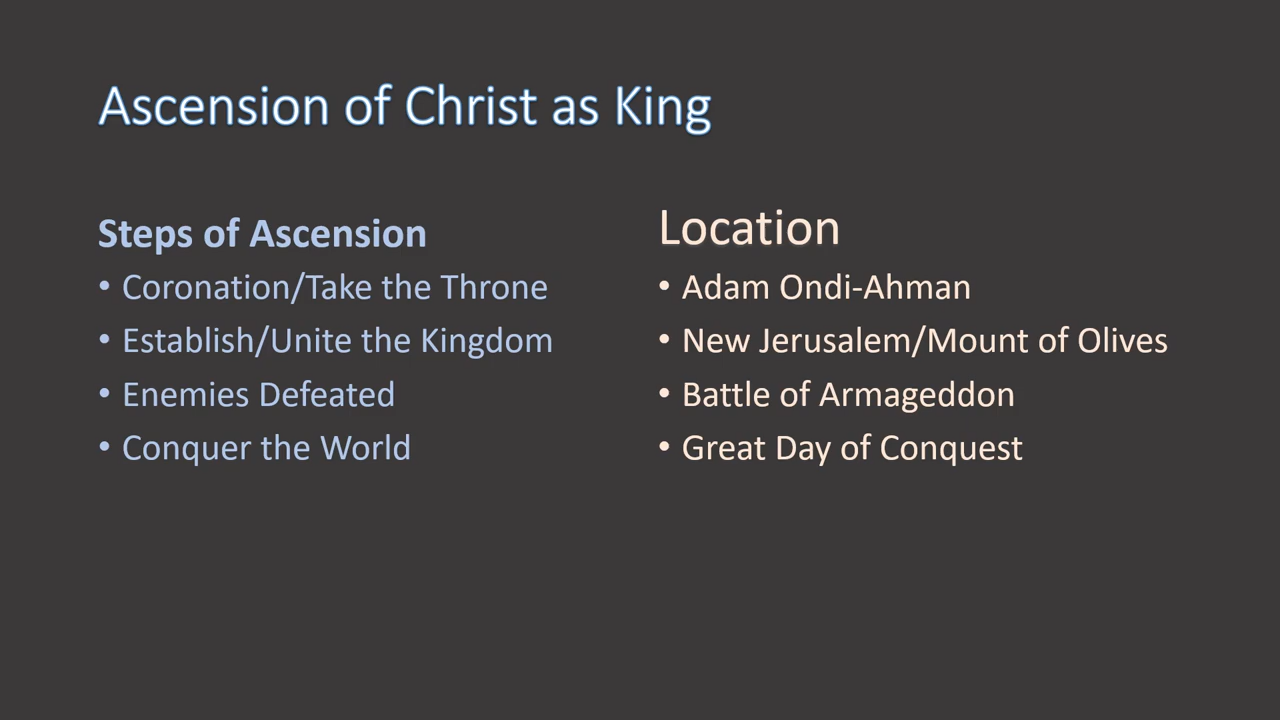 Ascension of Christ as King
Steps of Ascension
• Coronation/Take the Throne
• Establish/Unite the Kingdom
• Enemies Defeated
• Conquer the World
Location
• Adam Ondi-Ahman
• New Jerusalem/Mount of Olives
• Battle of Armageddon
• Great Day of Conquest